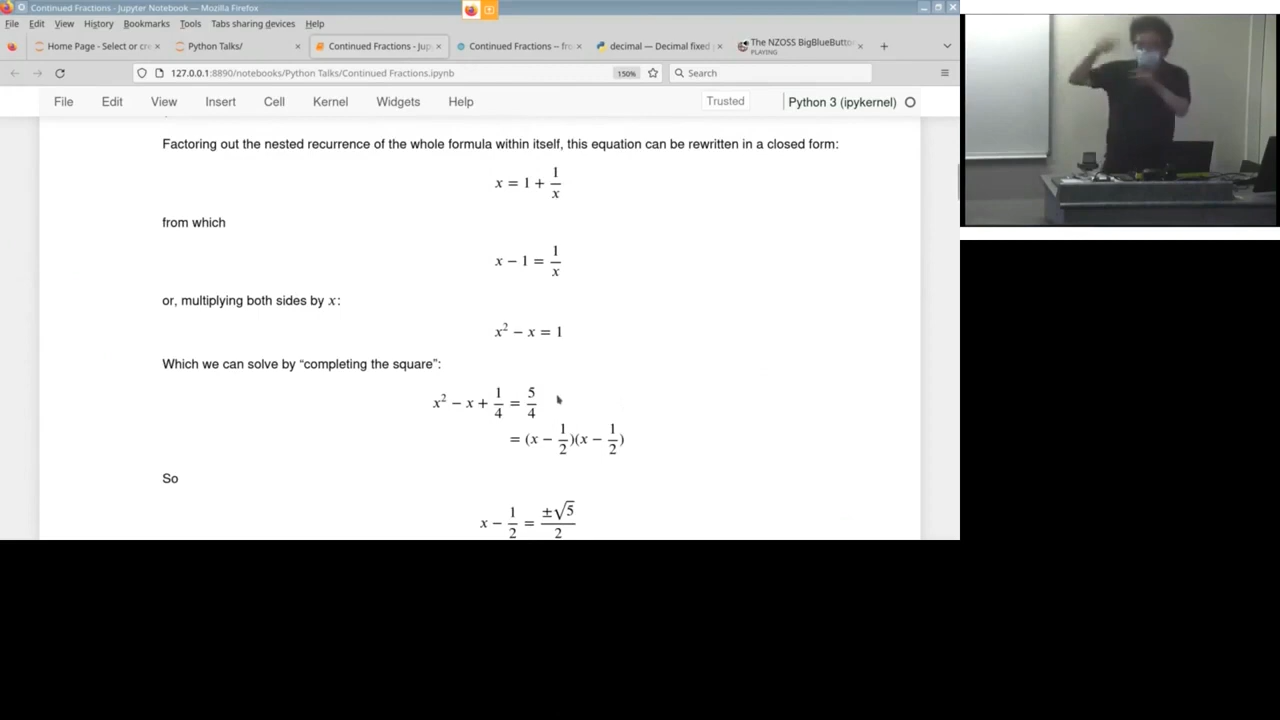 Continued Fractions - Jupyter Notebook — Mozilla Firefox
File Edit View History Bookmarks Tools Tabs sharing devices Help
Home Page - Select or cre
Python Talks/
Continued Fractions - Jup
Continued Fractions -- fro
decimal — Decimal fixed
The NZOSS BigBlueButto
PLAYING
127.0.0.1:8890/notebooks/Python Talks/Continued Fractions.ipynb 150% Search
File Edit View Insert Cell Kernel Widgets Help Trusted Python 3 (ipykernel)
Factoring out the nested recurrence of the whole formula within itself, this equation can be rewritten in a closed form:
x = 1 + 1/x
from which
x − 1 = 1/x
or, multiplying both sides by x:
x² − x = 1
Which we can solve by “completing the square”:
x² − x + 1/4 = 5/4
= (x − 1/2)(x − 1/2)
So
x − 1/2 = ±√5/2